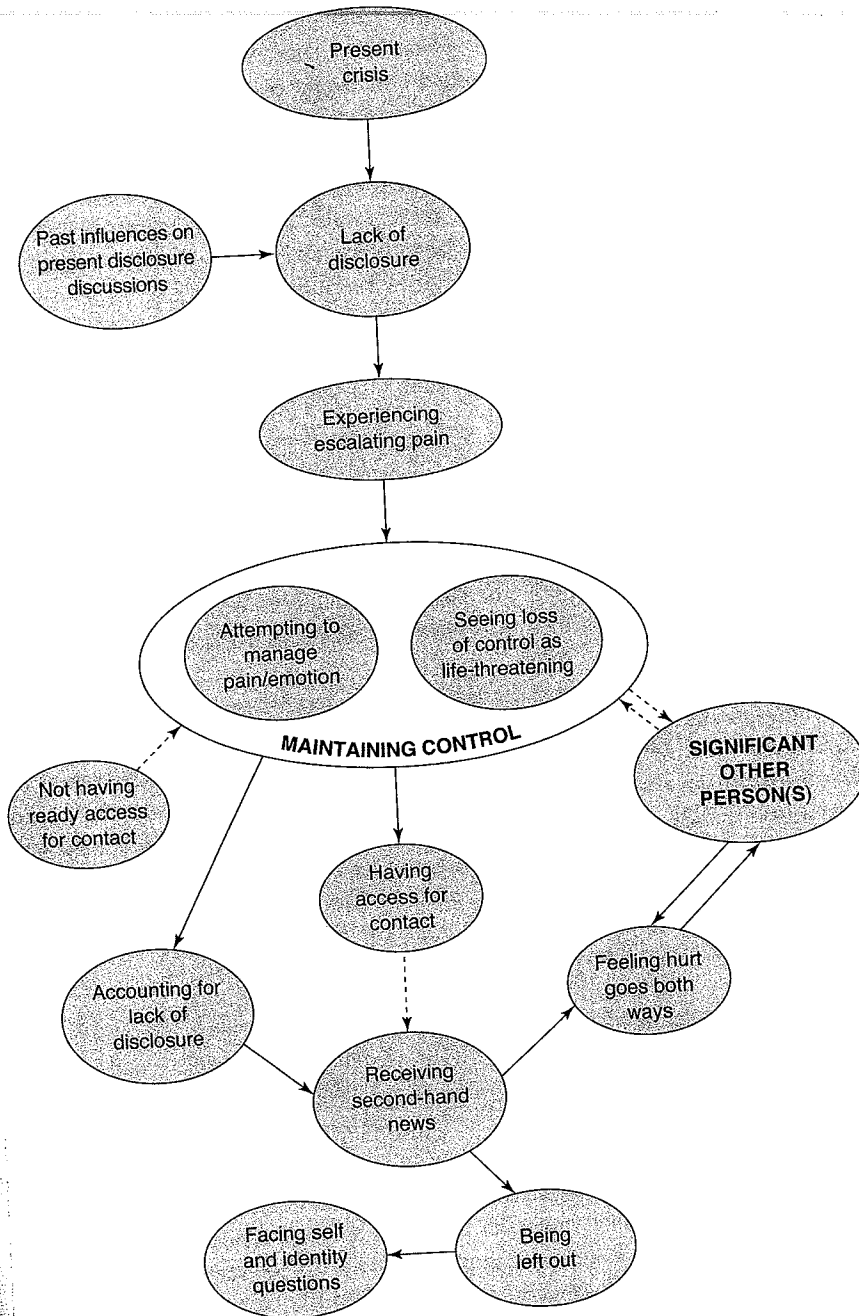 Present
crisis
Past influences on
present disclosure
discussions
Lack of
disclosure
Experiencing
escalating pain
Attempting to
manage
pain/emotion
Seeing loss
of control as
life-threatening
MAINTAINING CONTROL
SIGNIFICANT
OTHER
PERSON(S)
Not having
ready access
for contact
Having
access for
contact
Accounting for
lack of
disclosure
Feeling hurt
goes both
ways
Receiving
second-hand
news
Facing self
and identity
questions
Being
left out